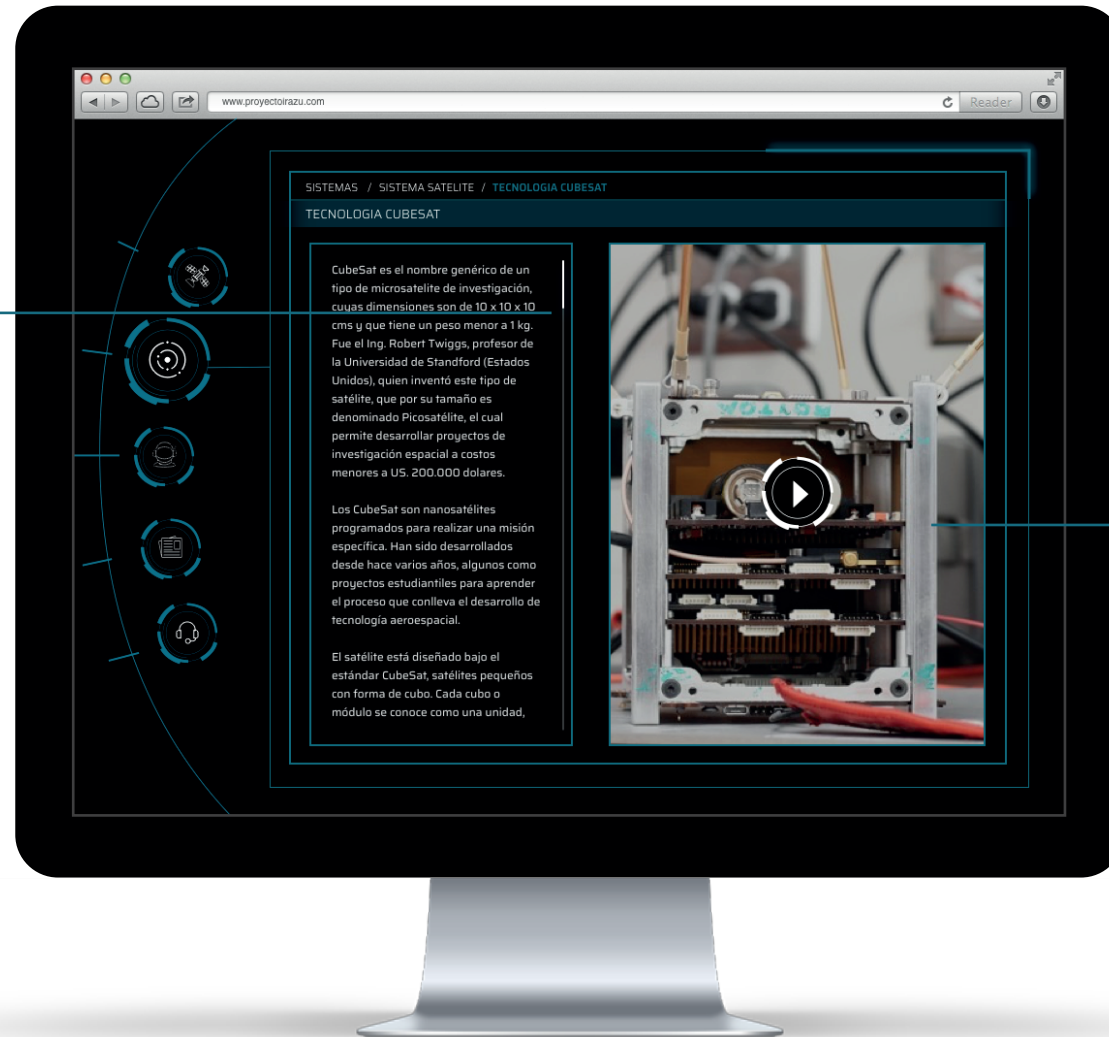 www.proyectoirazu.com
Reader
SISTEMAS / SISTEMA SATELITE / TECNOLOGIA CUBESAT
TECNOLOGIA CUBESAT
CubeSat es el nombre genérico de un
tipo de microsatelite de investigación,
cuyas dimensiones son de 10 x 10 x 10
cms y que tiene un peso menor a 1 kg.
Fue el Ing. Robert Twiggs, profesor de
la Universidad de Standford (Estados
Unidos), quien inventó este tipo de
satélite, que por su tamaño es
denominado Picosatélite, el cual
permite desarrollar proyectos de
investigación espacial a costos
menores a US. 200.000 dolares.
Los CubeSat son nanosatélites
programados para realizar una misión
específica. Han sido desarrollados
desde hace varios años, algunos como
proyectos estudiantiles para aprender
el proceso que conlleva el desarrollo de
tecnología aeroespacial.
El satélite está diseñado bajo el
estándar CubeSat, satélites pequeños
con forma de cubo. Cada cubo o
módulo se conoce como una unidad,